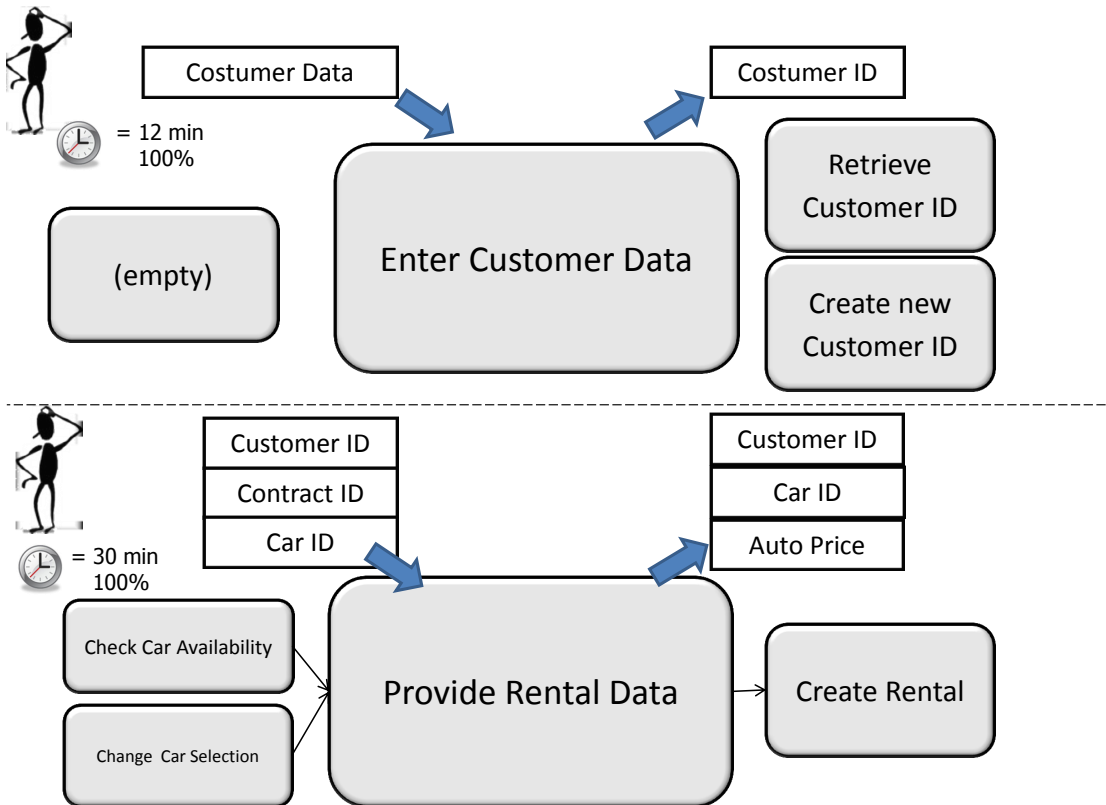 Costumer Data
Costumer ID
= 12 min
100%
Retrieve
Customer ID
(empty)
Enter Customer Data
Create new
Customer ID
Customer ID
Contract ID
Car ID
Customer ID
Car ID
Auto Price
= 30 min
100%
Check Car Availability
Provide Rental Data
Create Rental
Change Car Selection